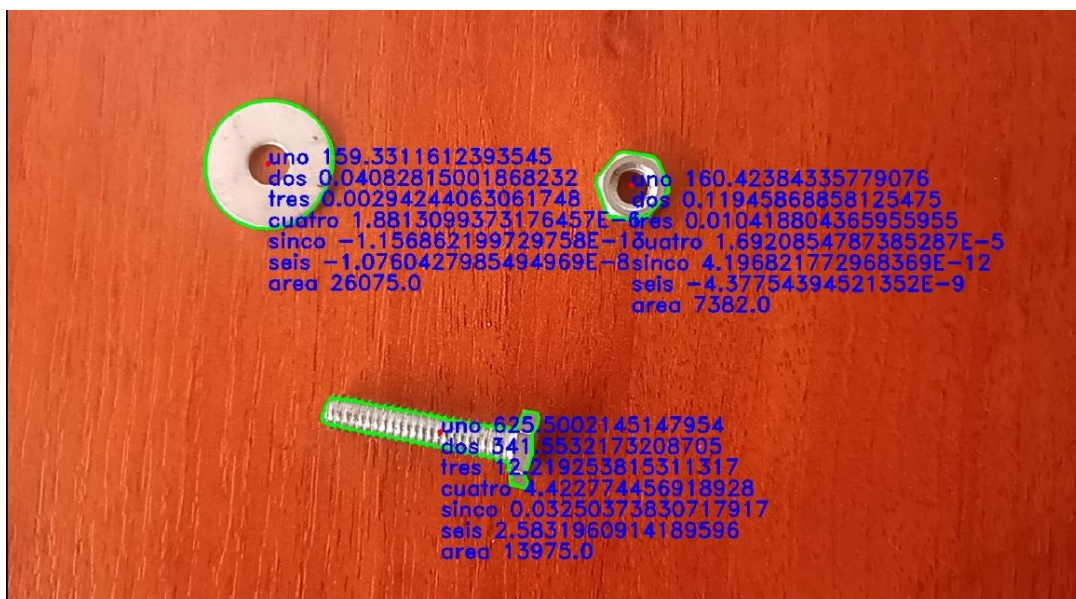 uno 159.3311612393545
dos 0.04082815001868232
tres 0.00294244063061748
cuatro 1.8813099373176457E-6
sinco -1.156862199729758E-13
seis -1.0760427985494969E-8
area 26075.0
uno 160.42384335779076
dos 0.11945868858125475
tres 0.010418804365955955
cuatro 1.6920854787385287E-5
sinco 4.196821772968369E-12
seis -4.37754394521352E-9
area 7382.0
uno 625.5002145147954
dos 341.5532173208705
tres 12.219253815311317
cuatro 4.422774456918928
sinco 0.03250373830717917
seis 2.5831960914189596
area 13975.0